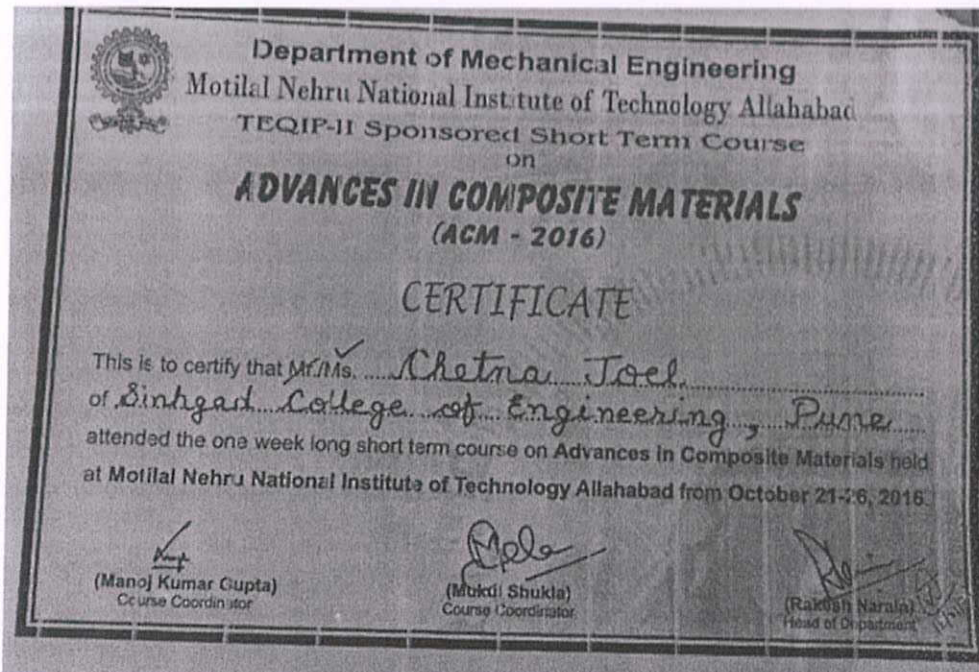 Department of Mechanical Engineering
Motilal Nehru National Institute of Technology Allahabad
TEQIP-II Sponsored Short Term Course
on
ADVANCES IN COMPOSITE MATERIALS
(ACM - 2016)
CERTIFICATE
This is to certify that Mr./Ms. Chetna Joel
of Sinhgad College of Engineering, Pune
attended the one week long short term course on Advances in Composite Materials held
at Motilal Nehru National Institute of Technology Allahabad from October 21-26, 2016.
(Manoj Kumar Gupta) (Mukul Shukla) (Rakesh Narala)
Course Coordinator Course Coordinator Head of Department